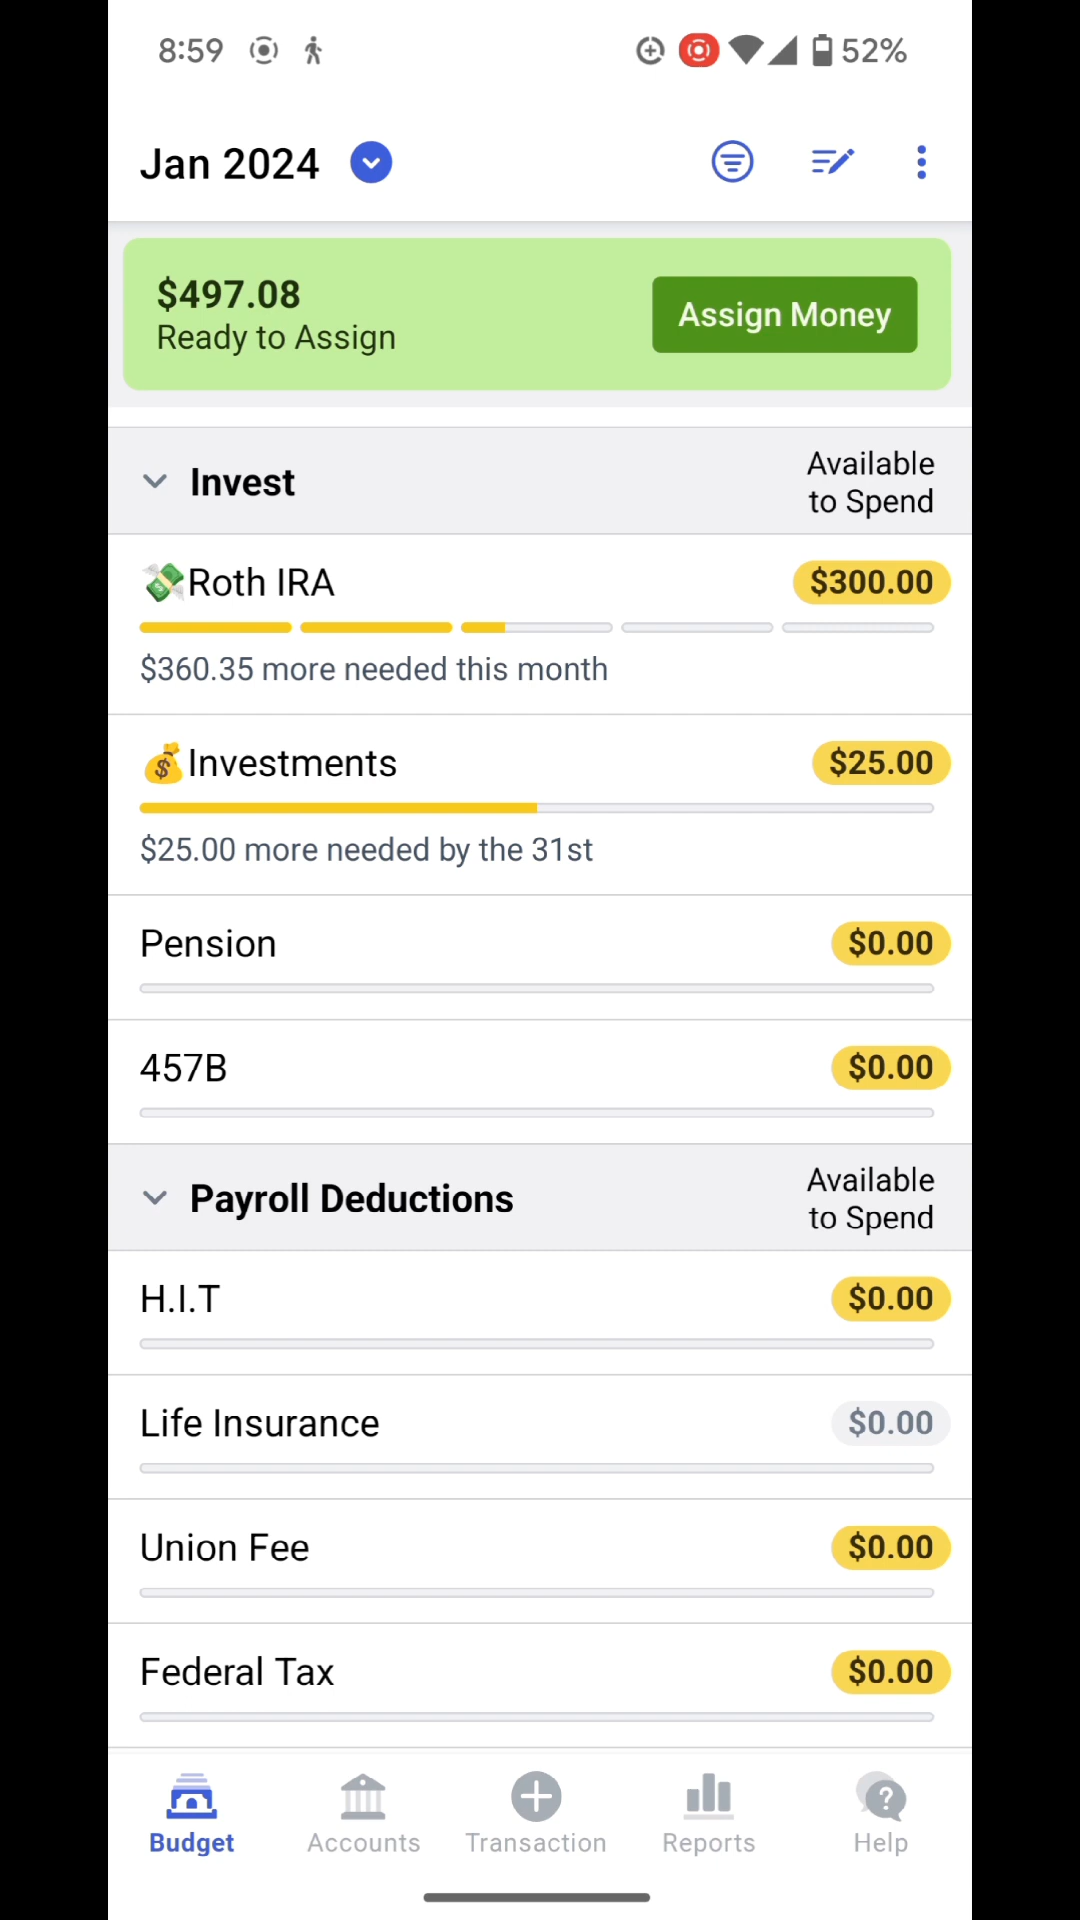 8:59
52%
Jan 2024
$497.08
Ready to Assign
Assign Money
Invest
Available
to Spend
Roth IRA
$300.00
$360.35 more needed this month
Investments
$25.00
$25.00 more needed by the 31st
Pension
$0.00
457B
$0.00
Payroll Deductions
Available
to Spend
H.I.T
$0.00
Life Insurance
$0.00
Union Fee
$0.00
Federal Tax
$0.00
Budget
Accounts
Transaction
Reports
Help